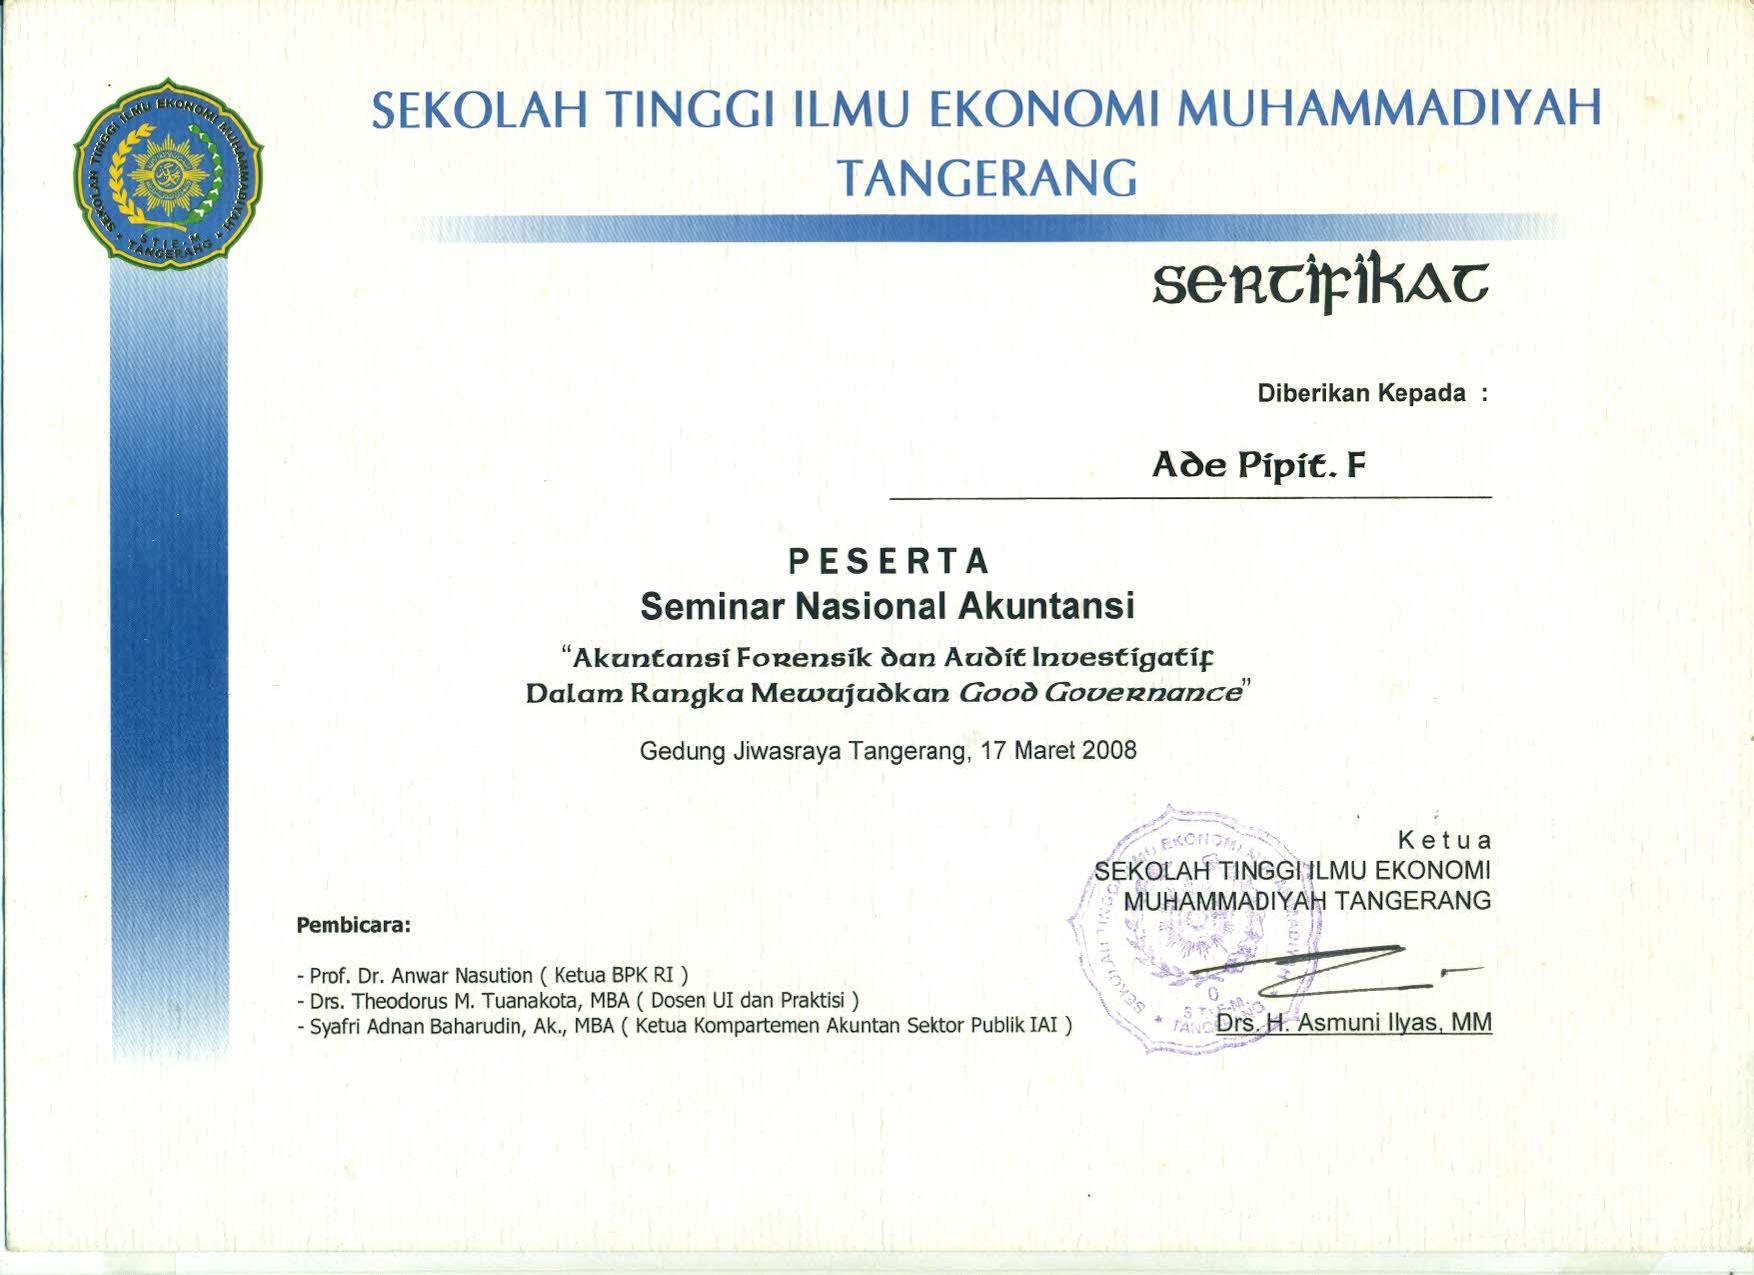 SEKOLAH TINGGI ILMU EKONOMI MUHAMMADIYAH
TANGERANG
SEKOLAH TINGGI ILMU EKONOMI MUHAMMADIYAH
S T I E - M
TANGERANG
Sertifikat
Diberikan Kepada :
Ade Pipit. F
PESERTA
Seminar Nasional Akuntansi
“Akuntansi Forensik dan Audit Investigatif
Dalam Rangka Mewujudkan Good Governance”
Gedung Jiwasraya Tangerang, 17 Maret 2008
Ketua
SEKOLAH TINGGI ILMU EKONOMI
MUHAMMADIYAH TANGERANG
Drs. H. Asmuni Ilyas, MM
Pembicara:
- Prof. Dr. Anwar Nasution ( Ketua BPK RI )
- Drs. Theodorus M. Tuanakota, MBA ( Dosen UI dan Praktisi )
- Syafri Adnan Baharudin, Ak., MBA ( Ketua Kompartemen Akuntan Sektor Publik IAI )